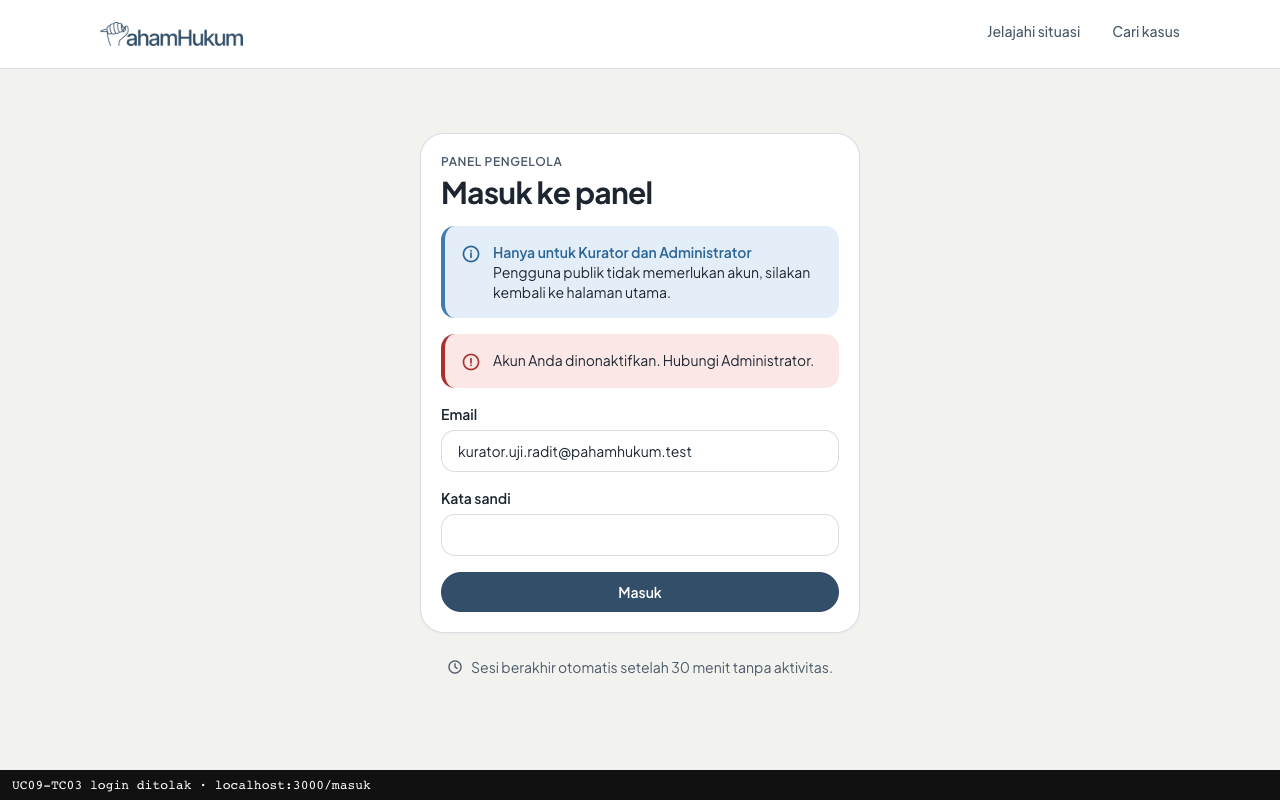 ahamHukum
Jelajahi situasi
Cari kasus
PANEL PENGELOLA
Masuk ke panel
Hanya untuk Kurator dan Administrator
Pengguna publik tidak memerlukan akun, silakan
kembali ke halaman utama.
Akun Anda dinonaktifkan. Hubungi Administrator.
Email
kurator.uji.radit@pahamhukum.test
Kata sandi
Masuk
Sesi berakhir otomatis setelah 30 menit tanpa aktivitas.
UC09-TC03 login ditolak · localhost:3000/masuk